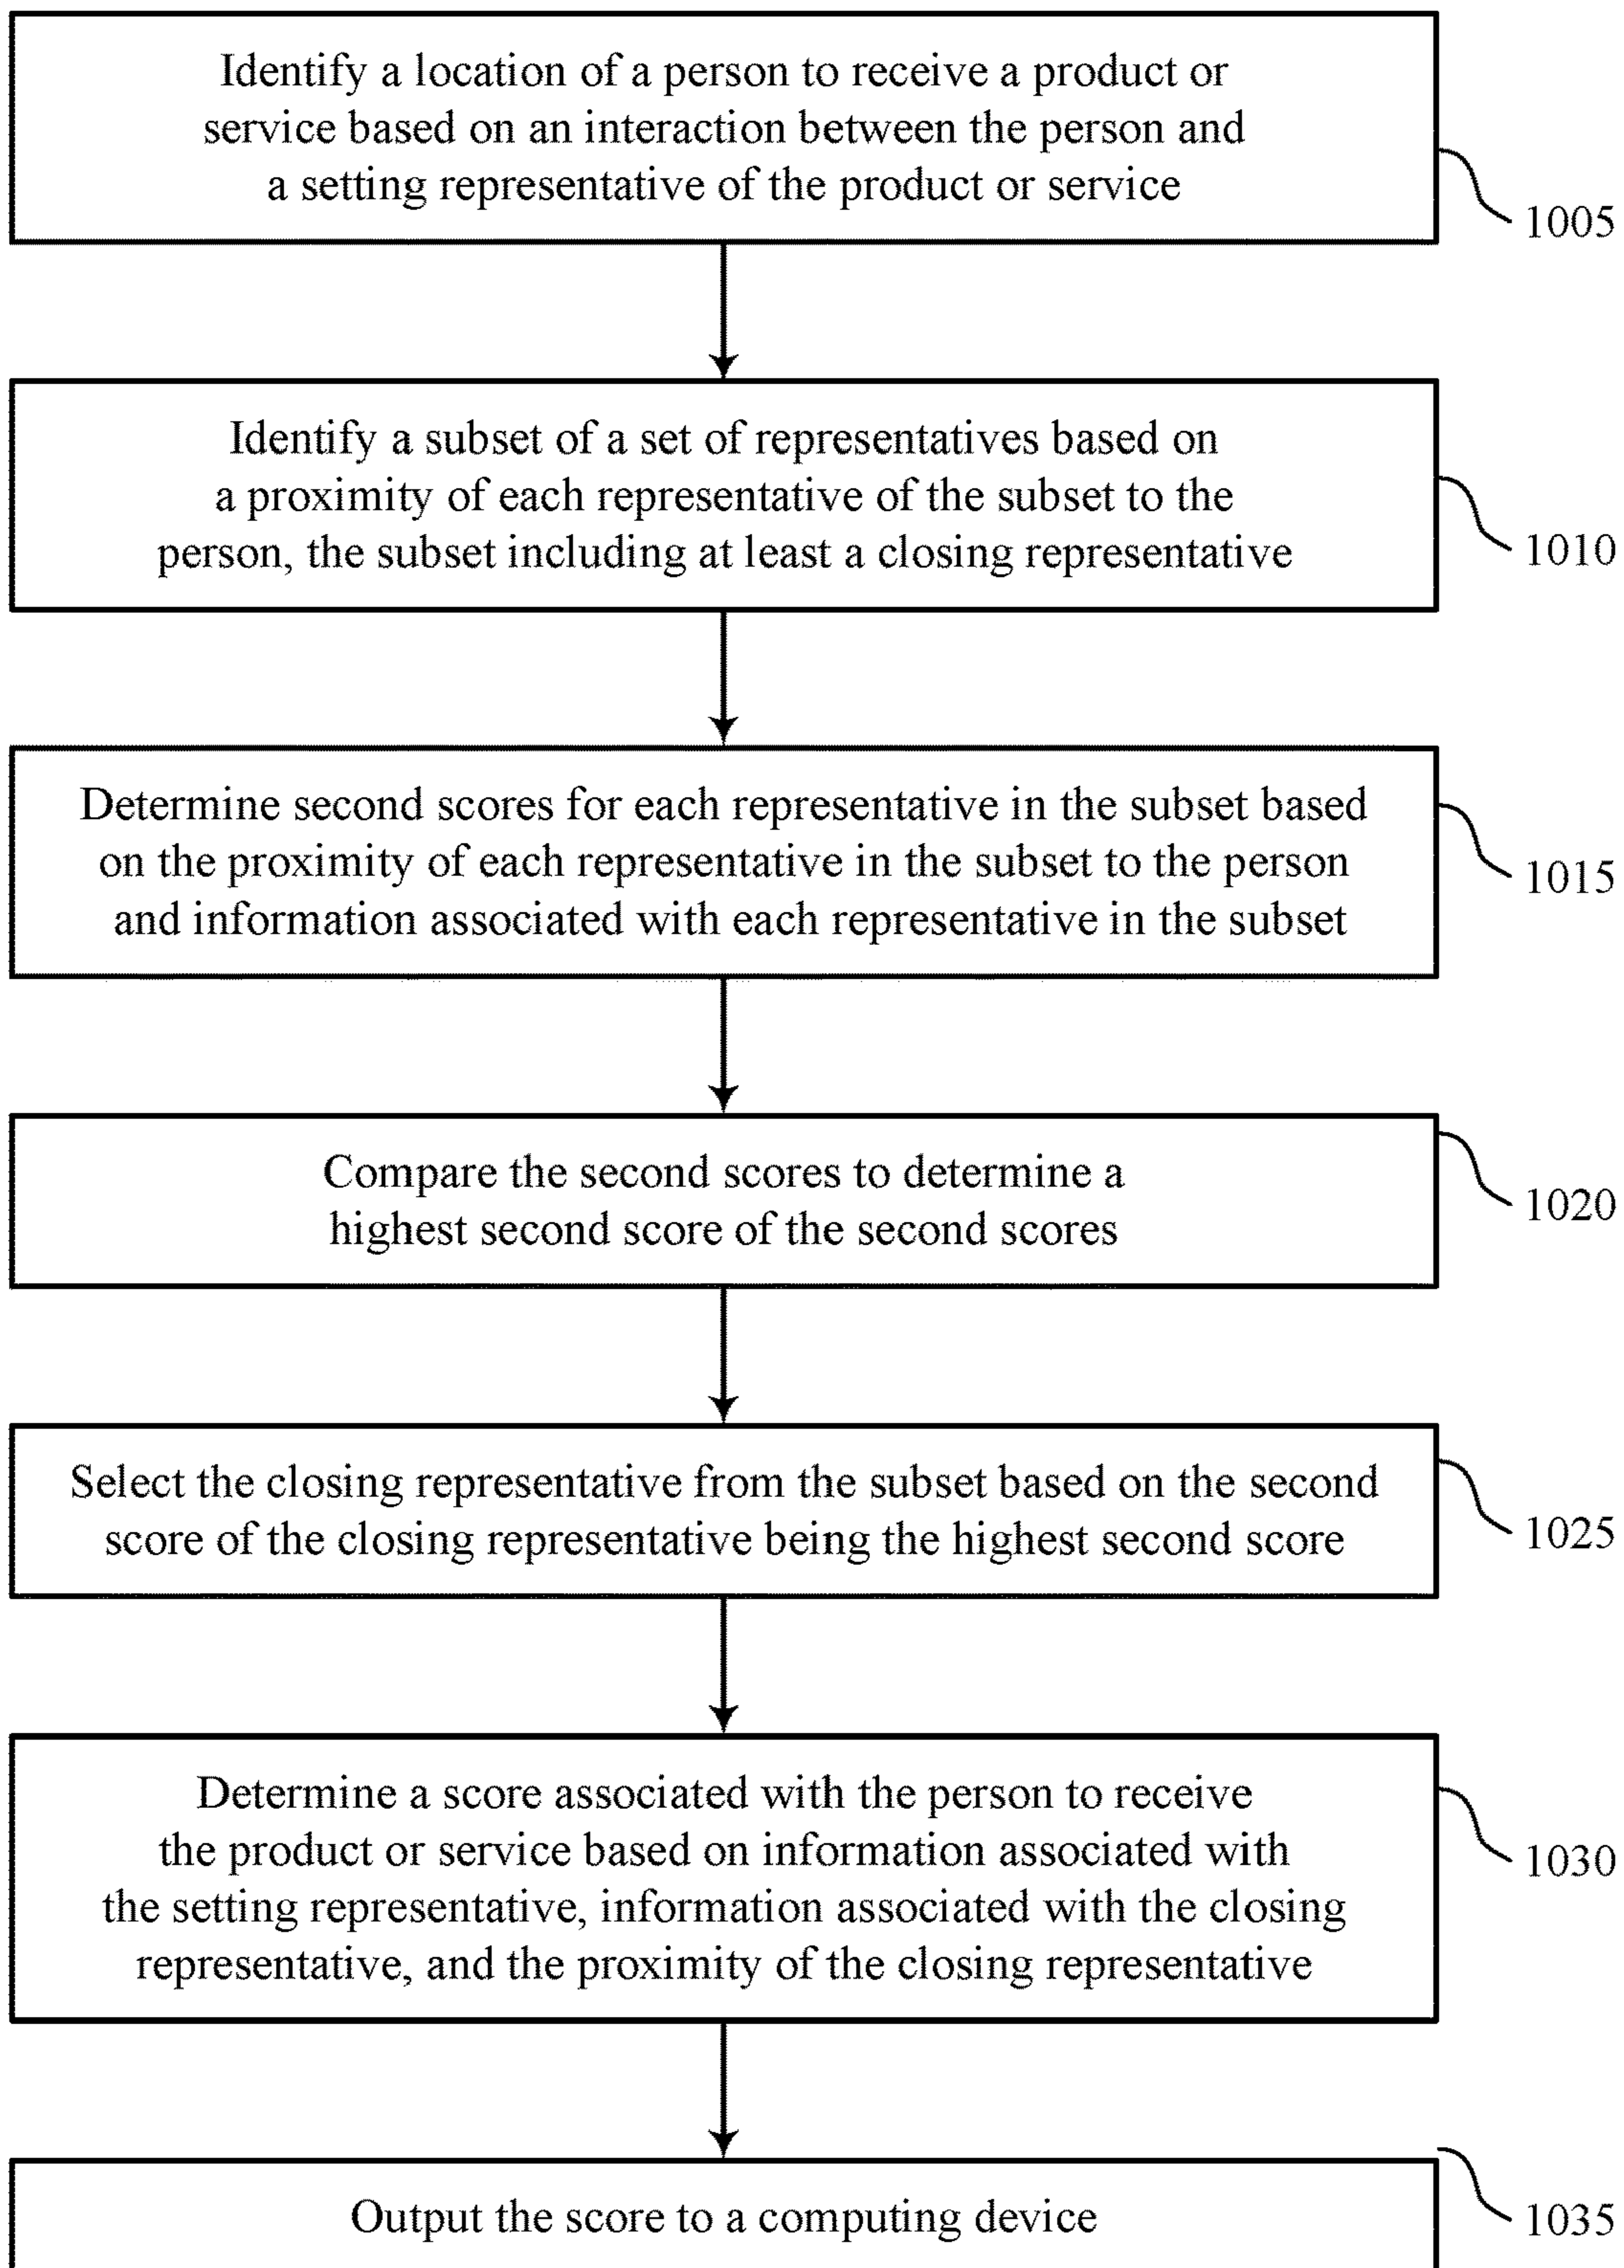 Identify a location of a person to receive a product or
service based on an interaction between the person and
a setting representative of the product or service
1005
Identify a subset of a set of representatives based on
a proximity of each representative of the subset to the
person, the subset including at least a closing representative
1010
Determine second scores for each representative in the subset based
on the proximity of each representative in the subset to the person
and information associated with each representative in the subset
1015
Compare the second scores to determine a
highest second score of the second scores
1020
Select the closing representative from the subset based on the second
score of the closing representative being the highest second score
1025
Determine a score associated with the person to receive
the product or service based on information associated with
the setting representative, information associated with the closing
representative, and the proximity of the closing representative
1030
Output the score to a computing device
1035